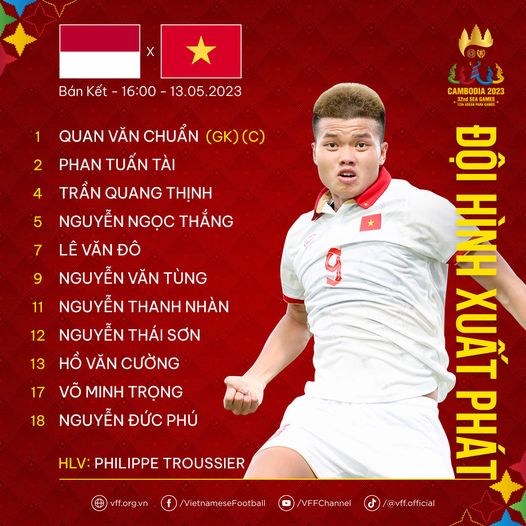 X
Bán Kết - 16:00 - 13.05.2023
CAMBODIA 2023
32nd SEA GAMES
12th ASEAN PARA GAMES
ĐỘI HÌNH XUẤT PHÁT
1 QUAN VĂN CHUẨN (GK) (C)
2 PHAN TUẤN TÀI
4 TRẦN QUANG THỊNH
5 NGUYỄN NGỌC THẮNG
7 LÊ VĂN ĐÔ
9 NGUYỄN VĂN TÙNG
11 NGUYỄN THANH NHÀN
12 NGUYỄN THÁI SƠN
13 HỒ VĂN CƯỜNG
17 VÕ MINH TRỌNG
18 NGUYỄN ĐỨC PHÚ
HLV: PHILIPPE TROUSSIER
9
vff.org.vn /VietnameseFootball /VFFChannel /@vff.official